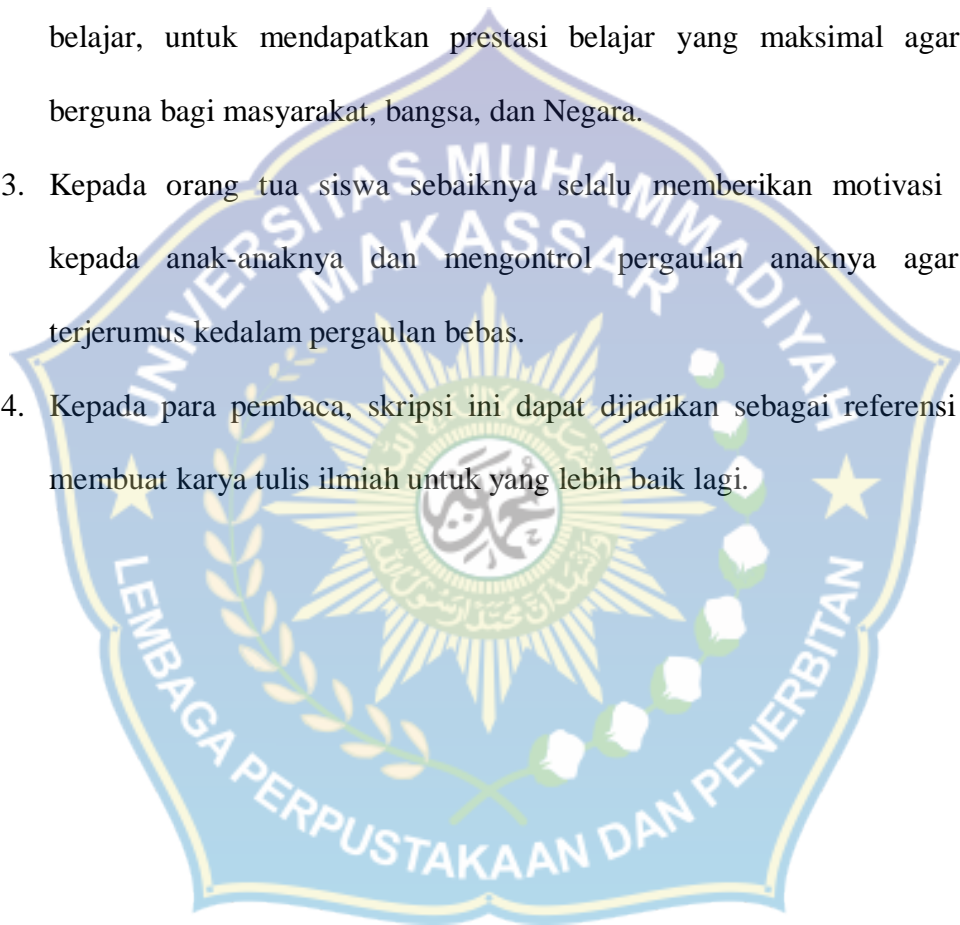 belajar, untuk mendapatkan prestasi belajar yang maksimal agar
berguna bagi masyarakat, bangsa, dan Negara.
3. Kepada orang tua siswa sebaiknya selalu memberikan motivasi
kepada anak-anaknya dan mengontrol pergaulan anaknya agar
terjerumus kedalam pergaulan bebas.
4. Kepada para pembaca, skripsi ini dapat dijadikan sebagai referensi
membuat karya tulis ilmiah untuk yang lebih baik lagi.
UNIVERSITAS MUHAMMADIYAH
MAKASSAR
LEMBAGA PERPUSTAKAAN DAN PENERBITAN